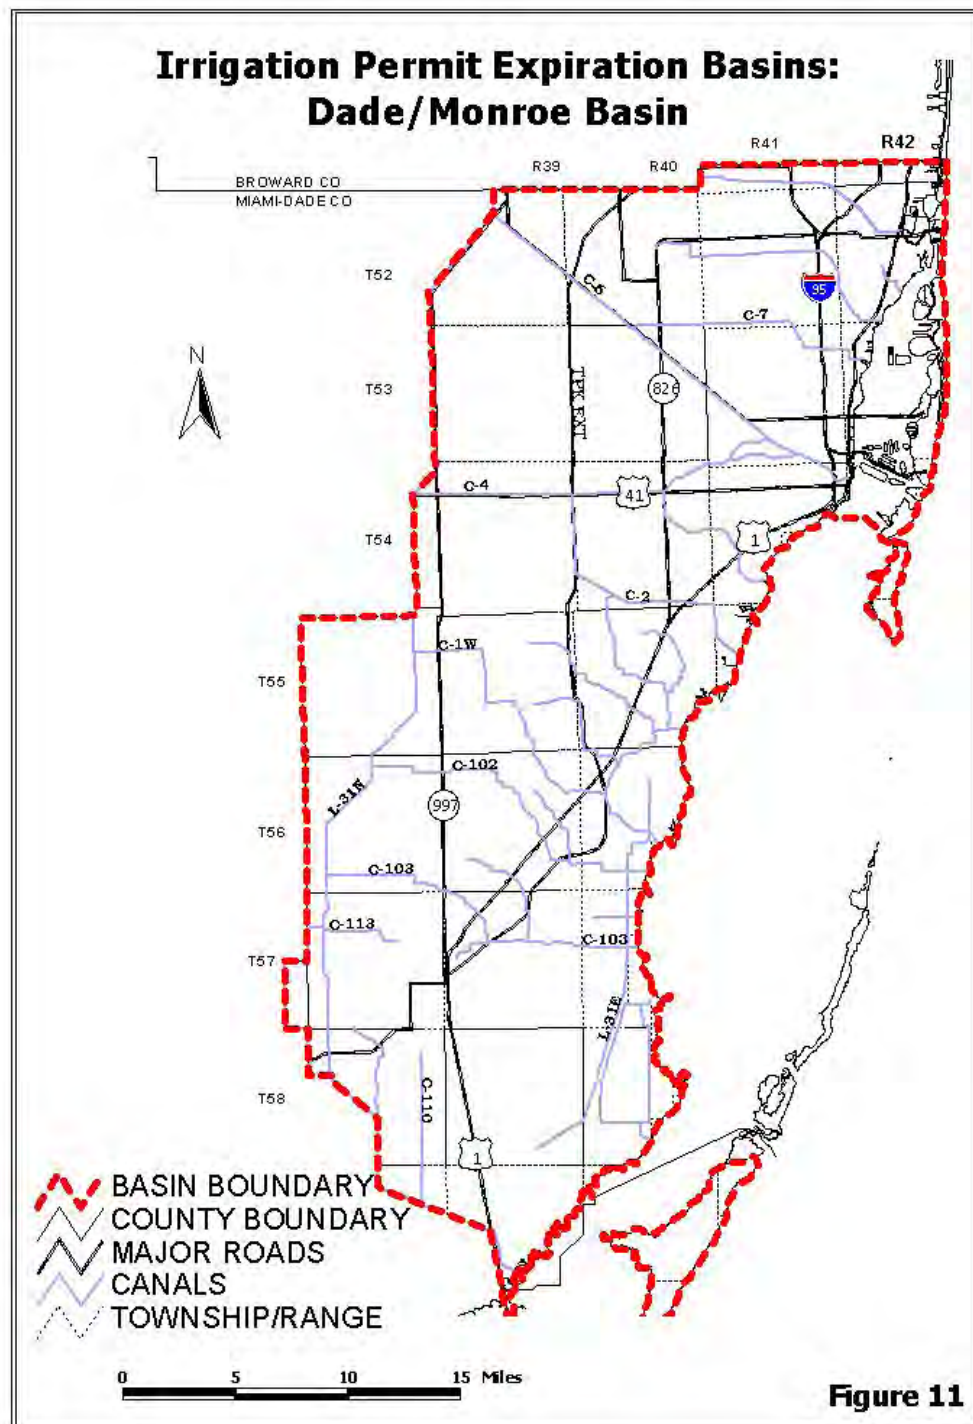 Irrigation Permit Expiration Basins:
Dade/Monroe Basin
R39
R40
R41
R42
BROWARD CO
MIAMI-DADE CO
T52
C-6
95
C-7
N
T53
TPK EXT
826
C-4
41
T54
1
C-2
C-1W
T55
C-102
L-31N
997
T56
C-103
C-113
C-103
T57
L-31E
T58
C-110
1
BASIN BOUNDARY
COUNTY BOUNDARY
MAJOR ROADS
CANALS
TOWNSHIP/RANGE
0 5 10 15 Miles
Figure 11